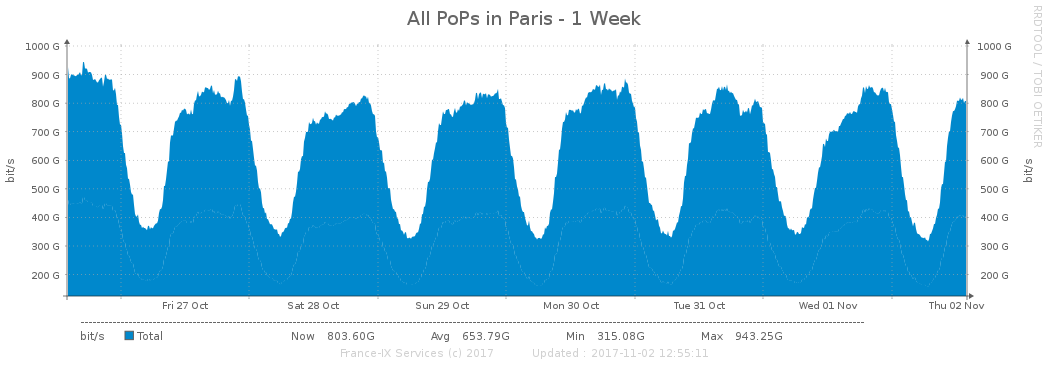 All PoPs in Paris - 1 Week
RRDTOOL / TOBI OETIKER
1000 G 1000 G
900 G 900 G
800 G 800 G
700 G 700 G
600 G 600 G
500 G 500 G
400 G 400 G
300 G 300 G
200 G 200 G
bit/s bit/s
Fri 27 Oct Sat 28 Oct Sun 29 Oct Mon 30 Oct Tue 31 Oct Wed 01 Nov Thu 02 Nov
bit/s Total Now 803.60G Avg 653.79G Min 315.08G Max 943.25G
France-IX Services (c) 2017 Updated : 2017-11-02 12:55:11